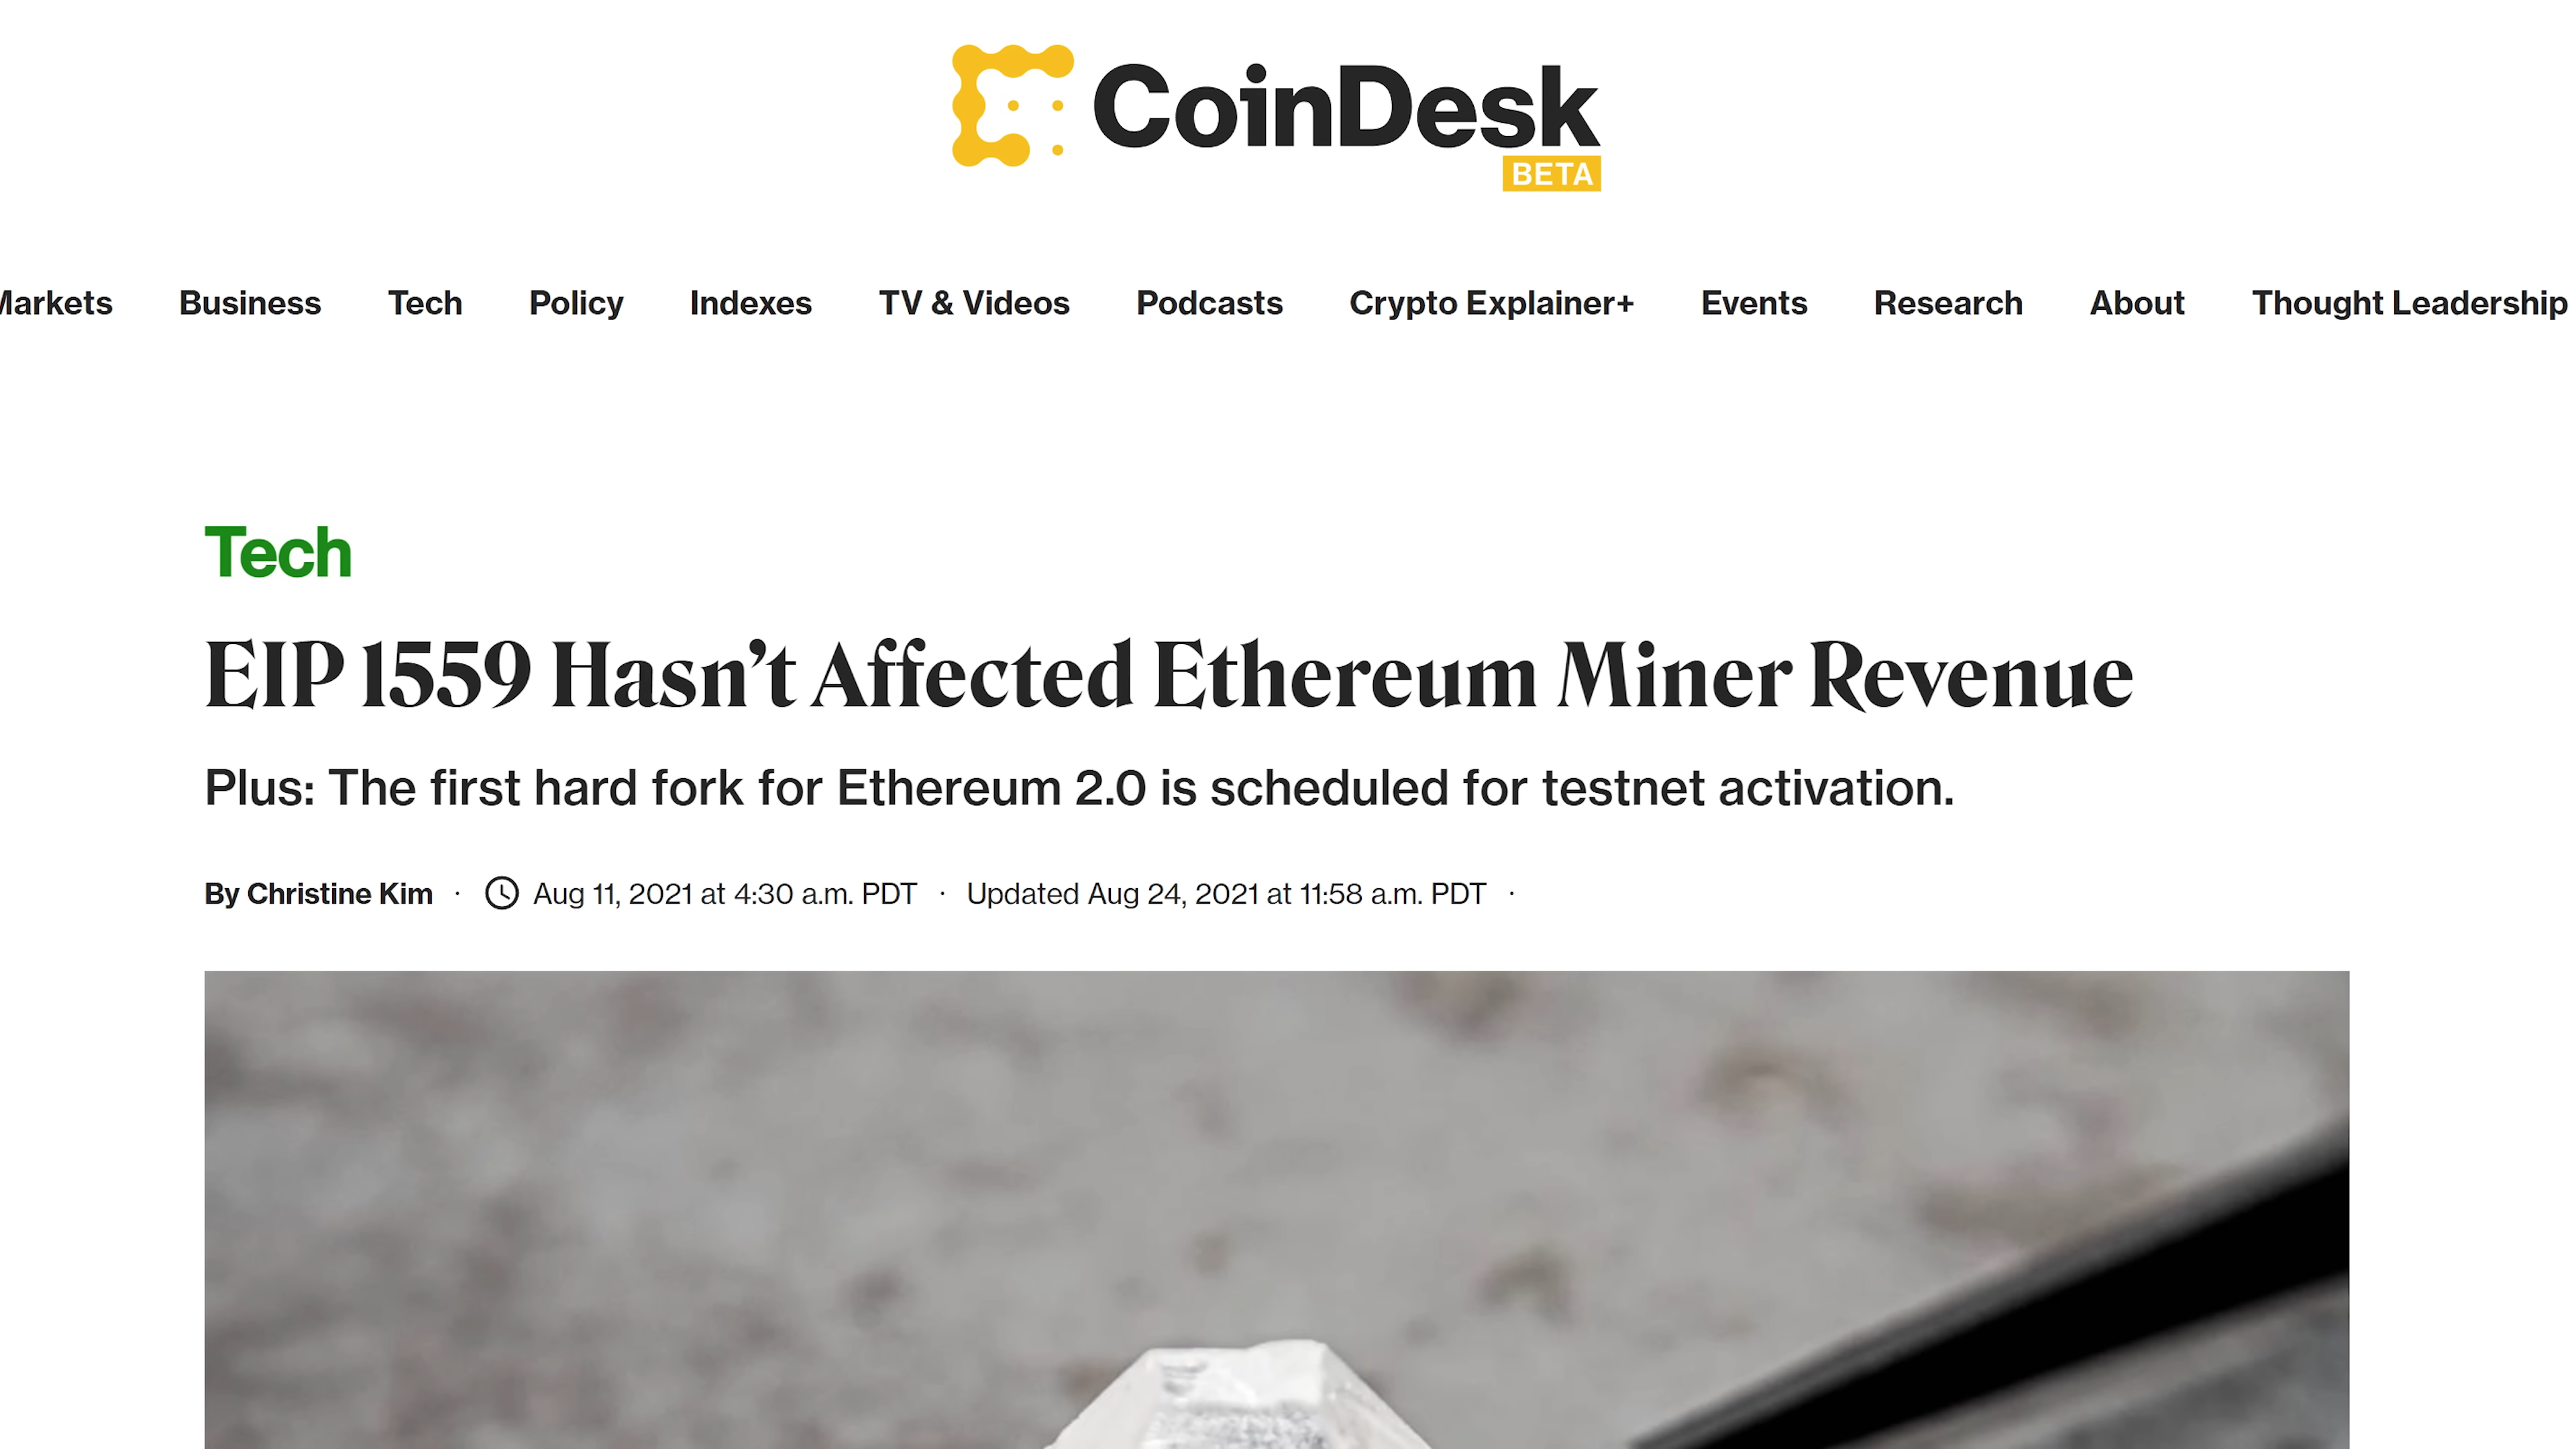 CoinDesk
BETA
Markets Business Tech Policy Indexes TV & Videos Podcasts Crypto Explainer+ Events Research About Thought Leadership
Tech
EIP 1559 Hasn’t Affected Ethereum Miner Revenue
Plus: The first hard fork for Ethereum 2.0 is scheduled for testnet activation.
By Christine Kim · Aug 11, 2021 at 4:30 a.m. PDT · Updated Aug 24, 2021 at 11:58 a.m. PDT ·